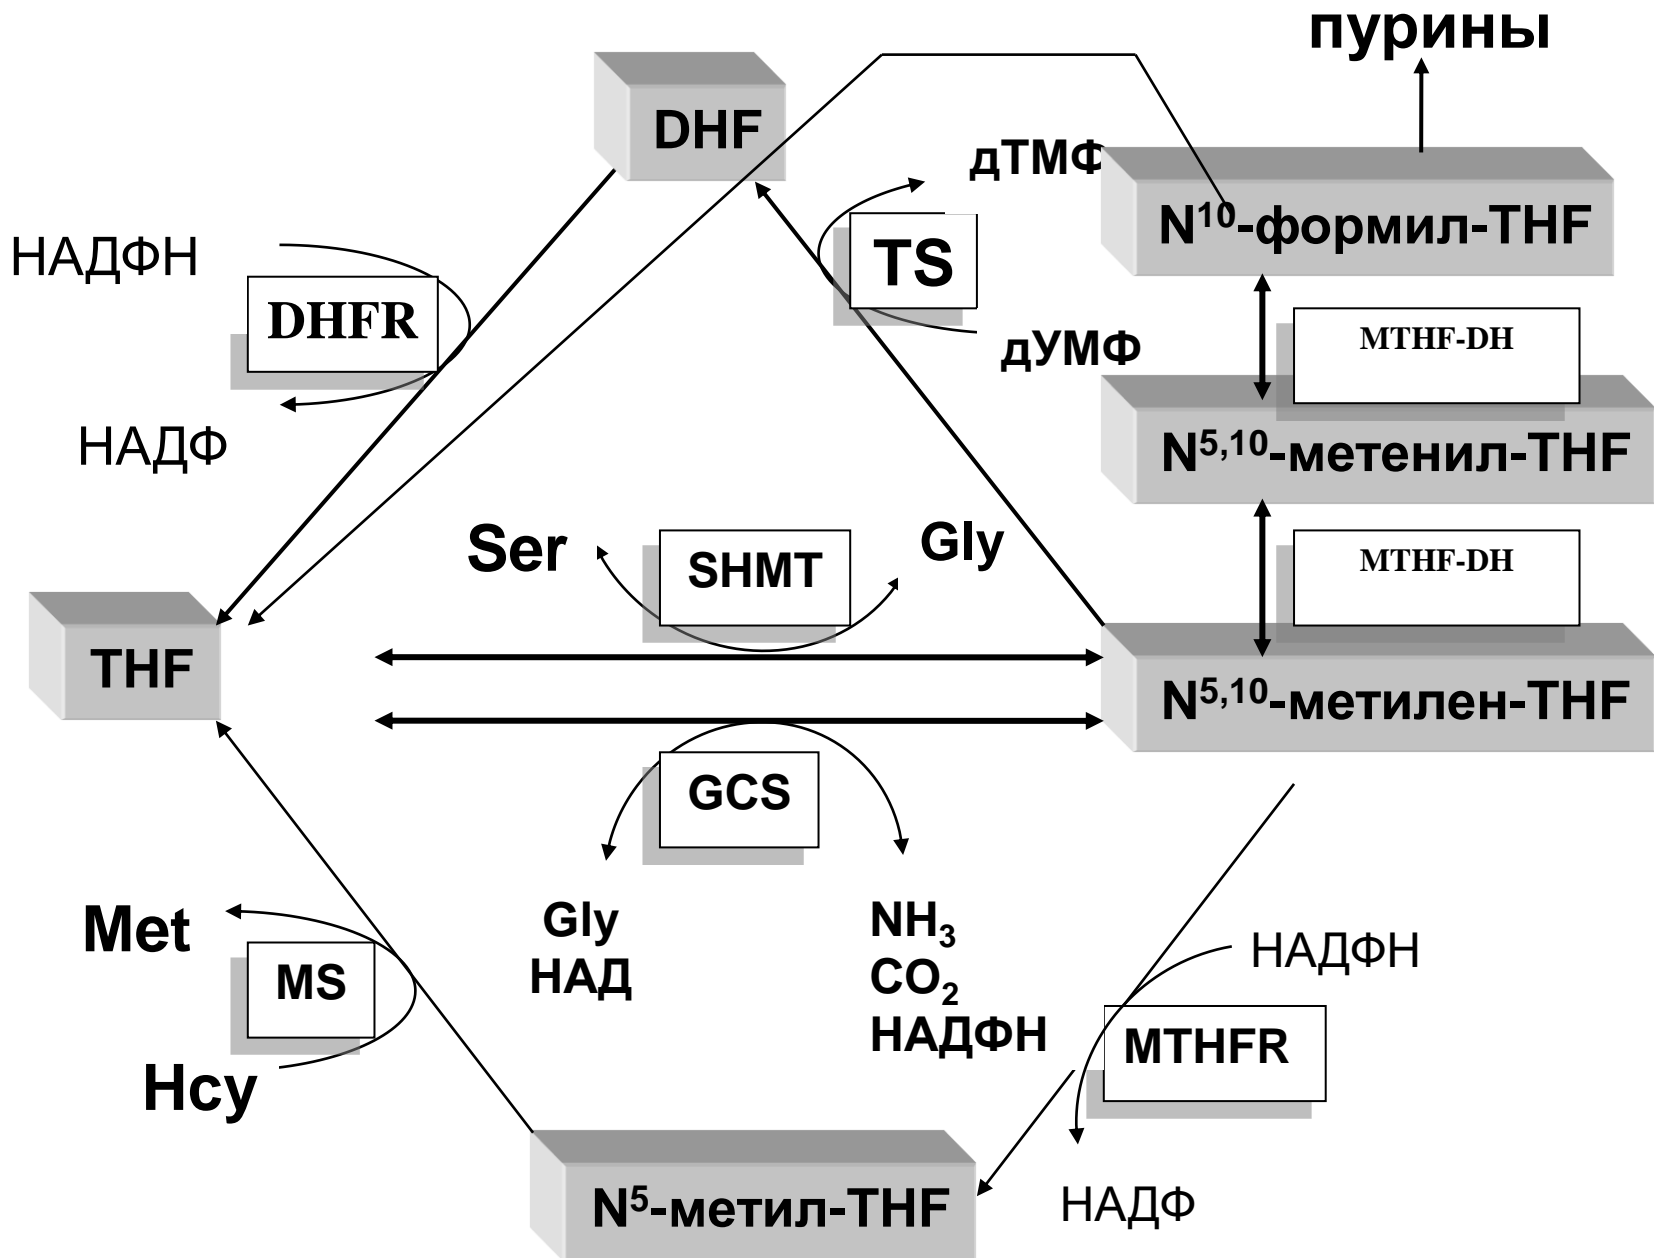 пурины
DHF
дТМФ
N¹⁰-формил-THF
TS
НАДФН
DHFR
дУМФ
MTHF-DH
НАДФ
N⁵,¹⁰-метенил-THF
Ser
SHMT
Gly
MTHF-DH
THF
N⁵,¹⁰-метилен-THF
GCS
Met
Gly
НАД
NH₃
CO₂
НАДФН
НАДФН
MS
MTHFR
Hcy
N⁵-метил-THF
НАДФ